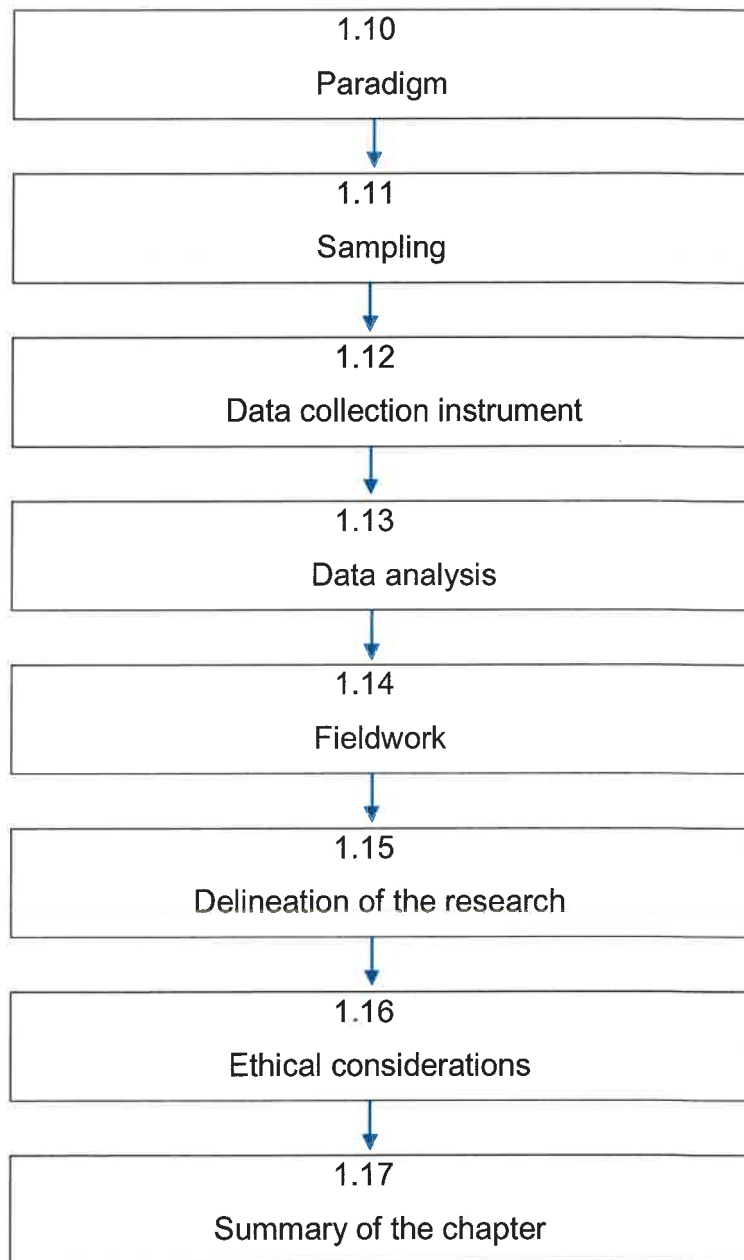 1.10
Paradigm
1.11
Sampling
1.12
Data collection instrument
1.13
Data analysis
1.14
Fieldwork
1.15
Delineation of the research
1.16
Ethical considerations
1.17
Summary of the chapter